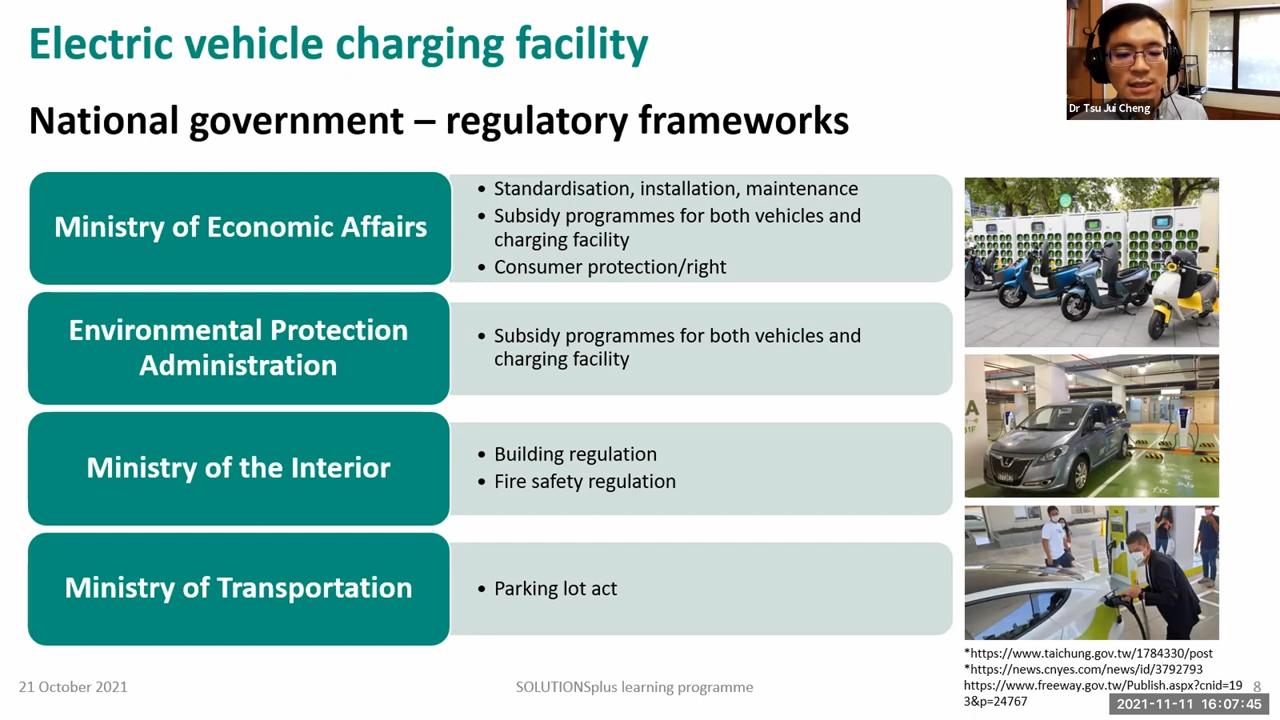 Electric vehicle charging facility
Dr Tsu Jui Cheng
National government – regulatory frameworks
Ministry of Economic Affairs
• Standardisation, installation, maintenance
• Subsidy programmes for both vehicles and
charging facility
• Consumer protection/right
Environmental Protection
Administration
• Subsidy programmes for both vehicles and
charging facility
Ministry of the Interior
• Building regulation
• Fire safety regulation
Ministry of Transportation
• Parking lot act
*https://www.taichung.gov.tw/1784330/post
*https://news.cnyes.com/news/id/3792793
https://www.freeway.gov.tw/Publish.aspx?cnid=19
3&p=24767
21 October 2021
SOLUTIONSplus learning programme
8
2021-11-11 16:07:45